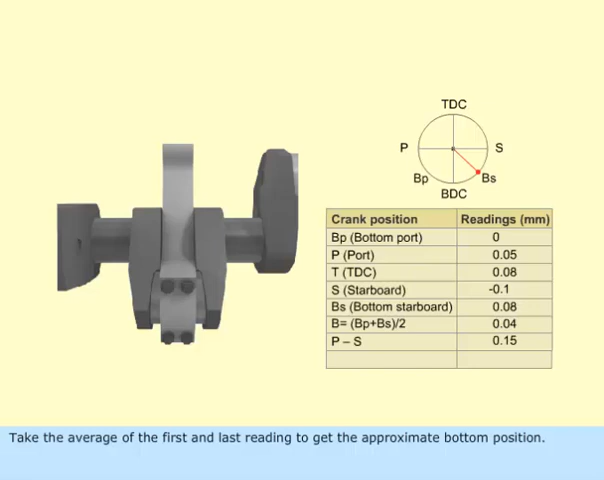 TDC
P
S
Bp
Bs
BDC
Crank position Readings (mm)
Bp (Bottom port) 0
P (Port) 0.05
T (TDC) 0.08
S (Starboard) -0.1
Bs (Bottom starboard) 0.08
B= (Bp+Bs)/2 0.04
P – S 0.15
Take the average of the first and last reading to get the approximate bottom position.